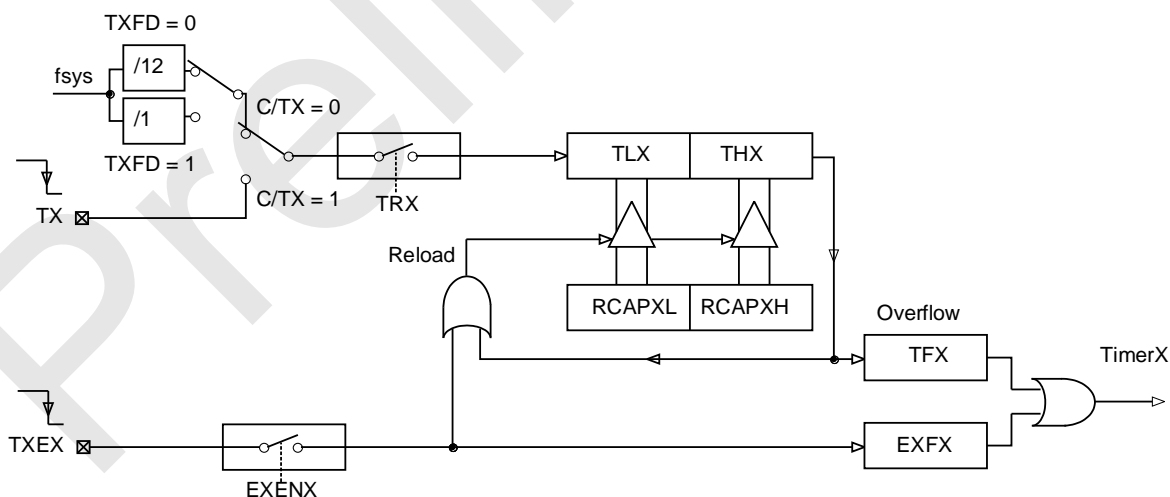 TXFD = 0
/12
fsys
C/TX = 0
/1
TXFD = 1
TLX THX
TX
C/TX = 1
TRX
Reload
RCAPXL RCAPXH
Overflow
TFX
TimerX
TXEX
EXFX
EXENX